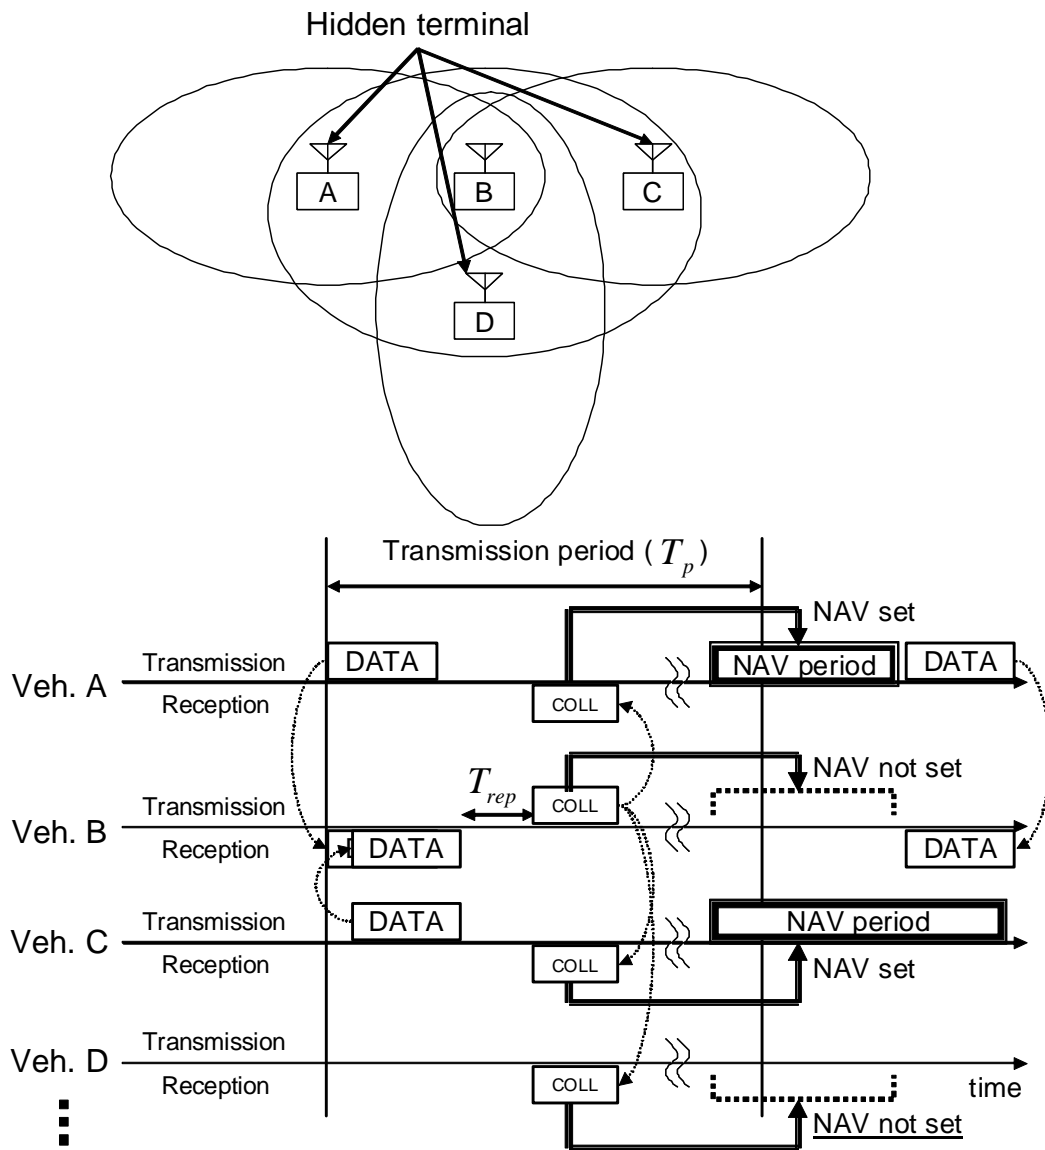 Hidden terminal
A
B
C
D
Transmission period ( T_p )
NAV set
Veh. A
Transmission
DATA
NAV period
DATA
Reception
COLL
NAV not set
T_rep
Veh. B
Transmission
COLL
Reception
DATA
DATA
Veh. C
Transmission
DATA
NAV period
Reception
COLL
NAV set
Veh. D
Transmission
Reception
COLL
time
NAV not set